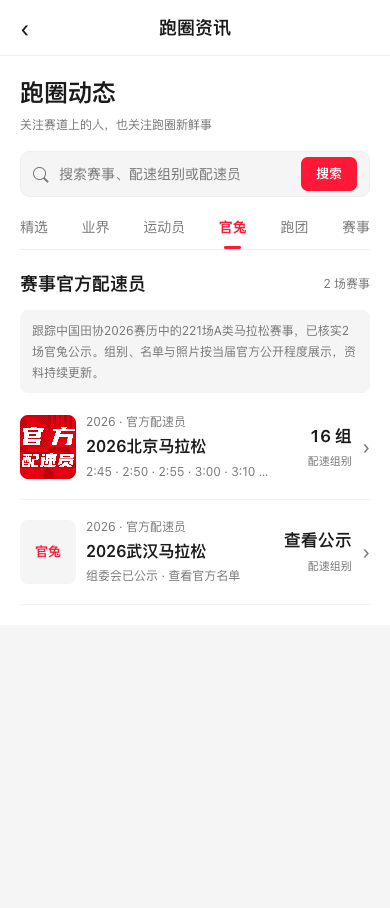 ‹ 跑圈资讯
跑圈动态
关注赛道上的人，也关注跑圈新鲜事
搜索赛事、配速组别或配速员 搜索
精选 业界 运动员 官兔 跑团 赛事
赛事官方配速员 2 场赛事
跟踪中国田协2026赛历中的221场A类马拉松赛事，已核实2
场官兔公示。组别、名单与照片按当届官方公开程度展示，资
料持续更新。
官方
配速员
2026 · 官方配速员
2026北京马拉松
2:45 · 2:50 · 2:55 · 3:00 · 3:10 ...
16 组
配速组别
›
官兔
2026 · 官方配速员
2026武汉马拉松
组委会已公示 · 查看官方名单
查看公示
配速组别
›